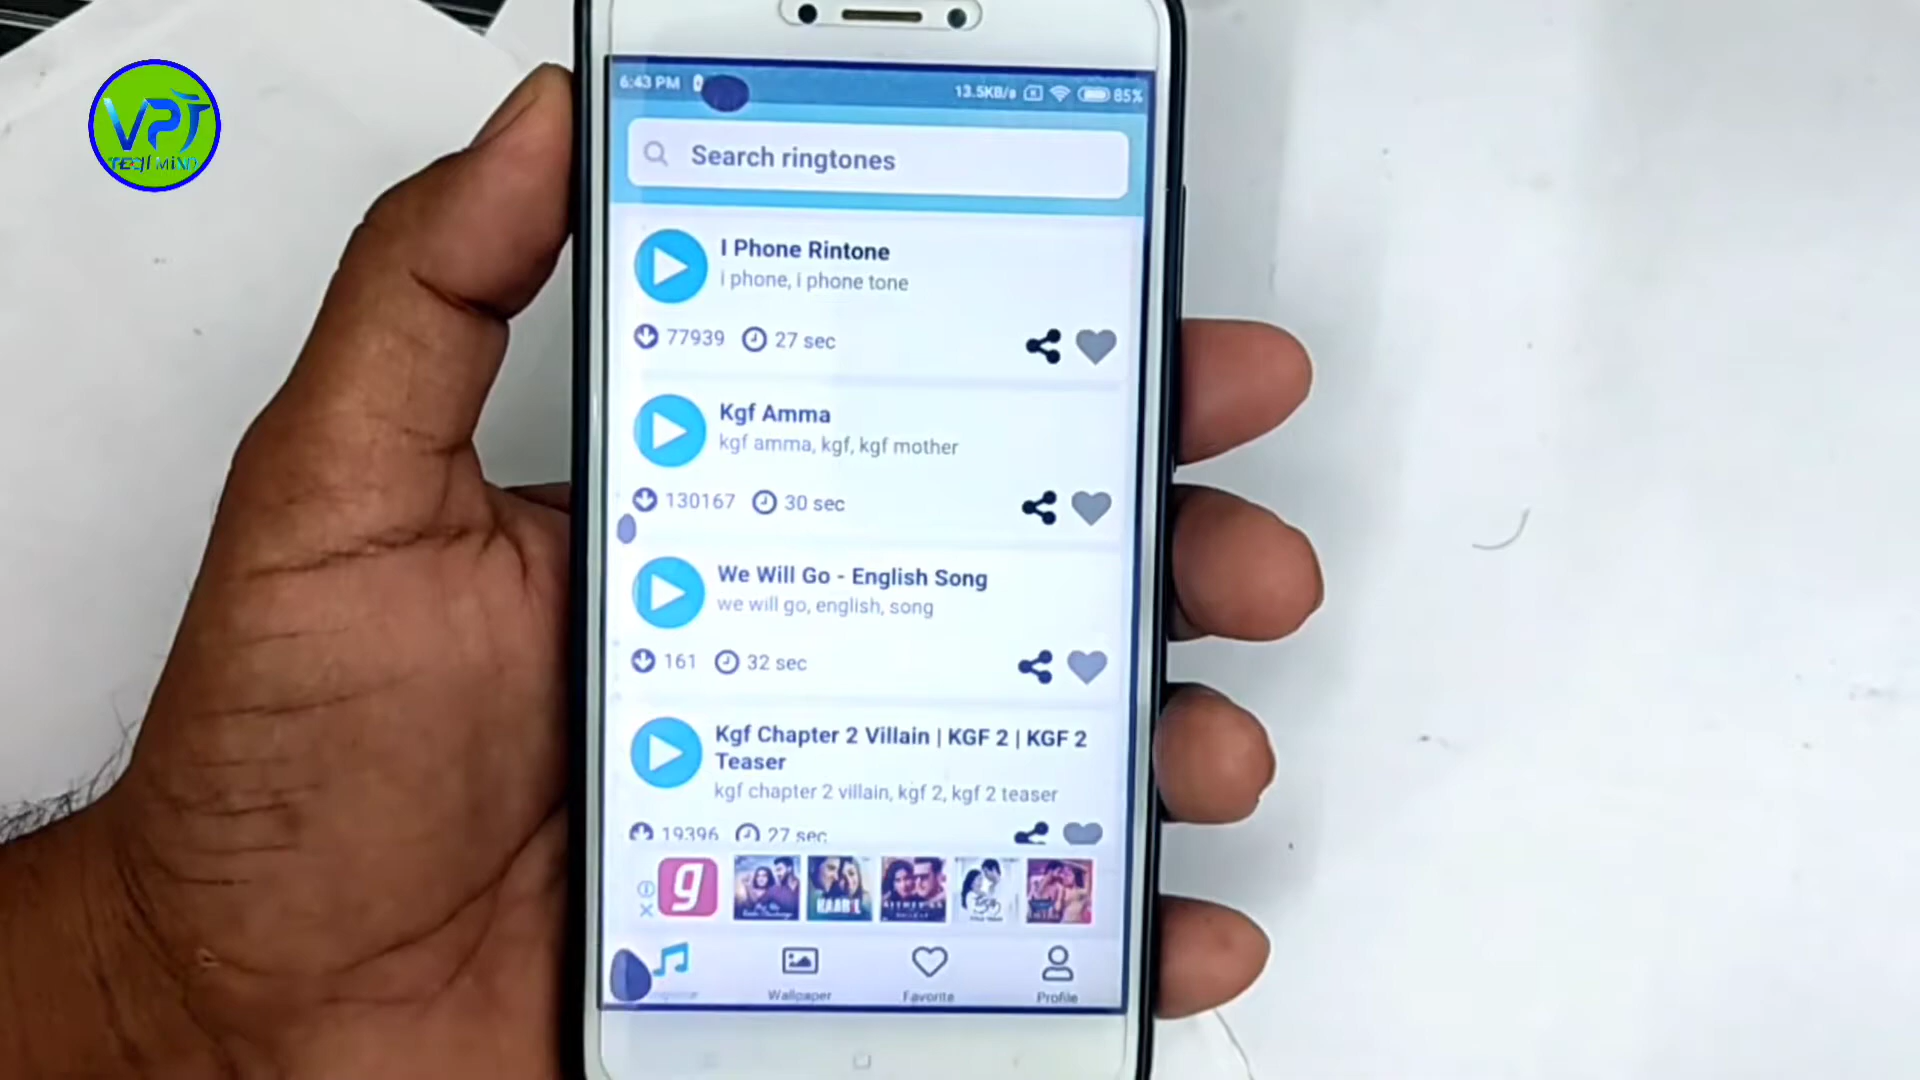 VPJ
TEQI MiND
6:43 PM
13.5KB/s
85%
Search ringtones
I Phone Rintone
i phone, i phone tone
77939
27 sec
Kgf Amma
kgf amma, kgf, kgf mother
130167
30 sec
We Will Go - English Song
we will go, english, song
161
32 sec
Kgf Chapter 2 Villain | KGF 2 | KGF 2
Teaser
kgf chapter 2 villain, kgf 2, kgf 2 teaser
19396
27 sec
g
Wallpaper
Favorite
Profile